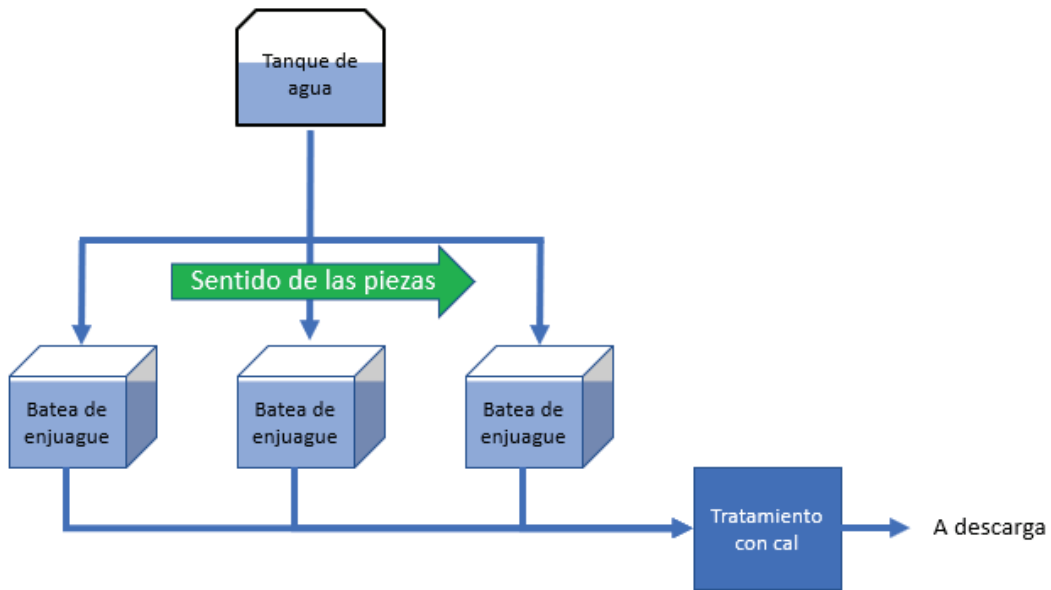 Tanque de
agua
Sentido de las piezas
Batea de
enjuague
Batea de
enjuague
Batea de
enjuague
Tratamiento
con cal
A descarga